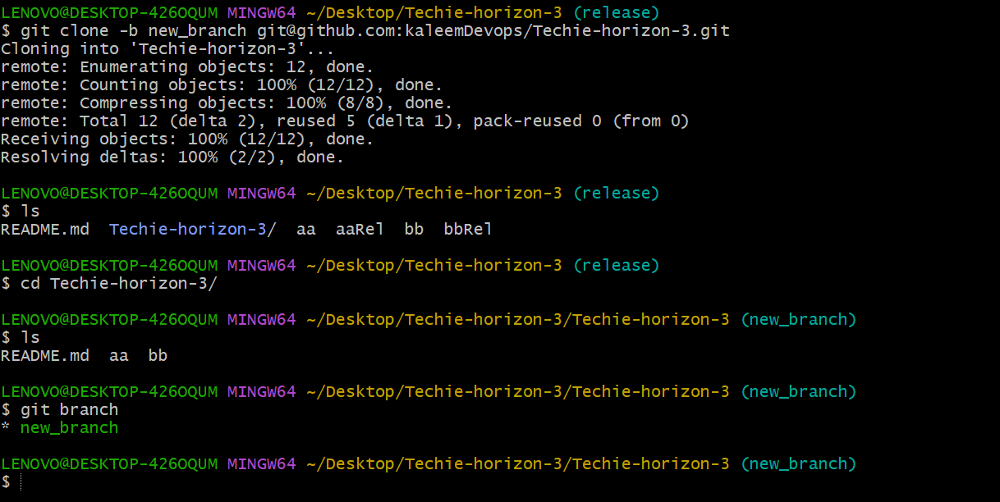 LENOVO@DESKTOP-426OQUM MINGW64 ~/Desktop/Techie-horizon-3 (release)
$ git clone -b new_branch git@github.com:kaleemDevops/Techie-horizon-3.git
Cloning into 'Techie-horizon-3'...
remote: Enumerating objects: 12, done.
remote: Counting objects: 100% (12/12), done.
remote: Compressing objects: 100% (8/8), done.
remote: Total 12 (delta 2), reused 5 (delta 1), pack-reused 0 (from 0)
Receiving objects: 100% (12/12), done.
Resolving deltas: 100% (2/2), done.

LENOVO@DESKTOP-426OQUM MINGW64 ~/Desktop/Techie-horizon-3 (release)
$ ls
README.md  Techie-horizon-3/  aa  aaRel  bb  bbRel

LENOVO@DESKTOP-426OQUM MINGW64 ~/Desktop/Techie-horizon-3 (release)
$ cd Techie-horizon-3/

LENOVO@DESKTOP-426OQUM MINGW64 ~/Desktop/Techie-horizon-3/Techie-horizon-3 (new_branch)
$ ls
README.md  aa  bb

LENOVO@DESKTOP-426OQUM MINGW64 ~/Desktop/Techie-horizon-3/Techie-horizon-3 (new_branch)
$ git branch
* new_branch

LENOVO@DESKTOP-426OQUM MINGW64 ~/Desktop/Techie-horizon-3/Techie-horizon-3 (new_branch)
$